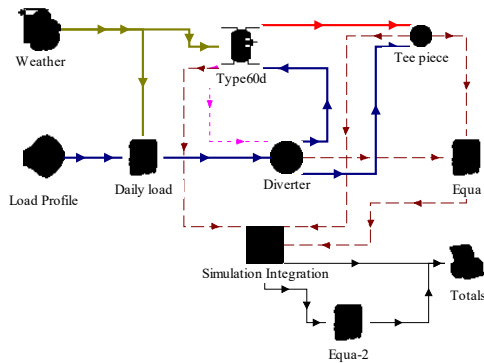 Weather
Type60d
Tee piece
Load Profile
Daily load
Diverter
Equa
Simulation Integration
Totals
Equa-2